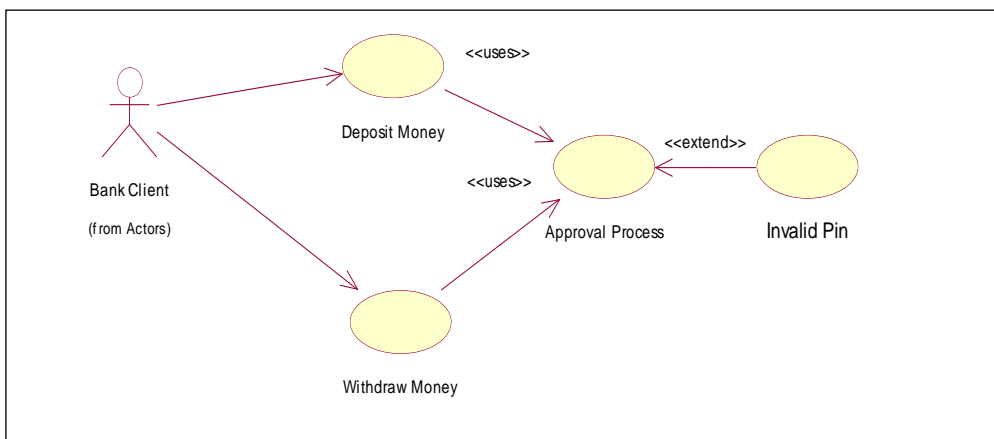 <<uses>>
Deposit Money
<<extend>>
Bank Client
(from Actors)
<<uses>>
Approval Process
Invalid Pin
Withdraw Money